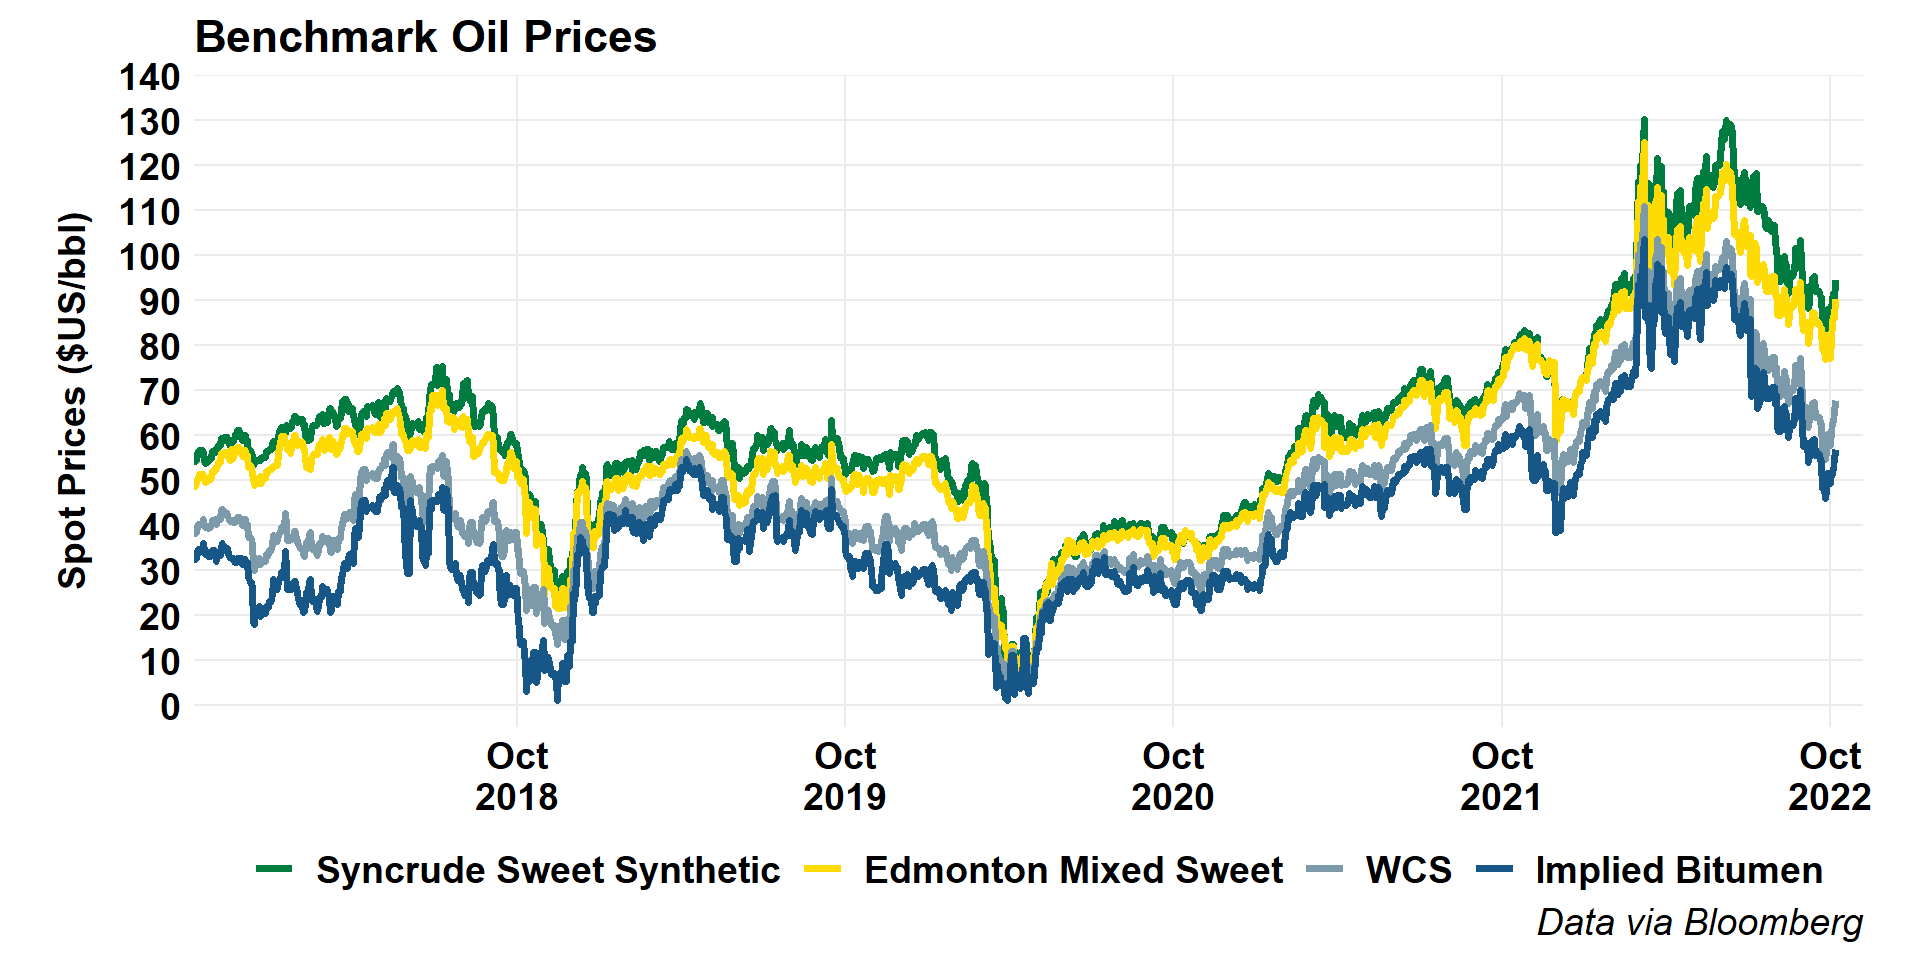 Benchmark Oil Prices
140
130
120
110
100
90
80
70
60
50
40
30
20
10
0
Spot Prices ($US/bbl)
Oct
2018
Oct
2019
Oct
2020
Oct
2021
Oct
2022
Syncrude Sweet Synthetic
Edmonton Mixed Sweet
WCS
Implied Bitumen
Data via Bloomberg